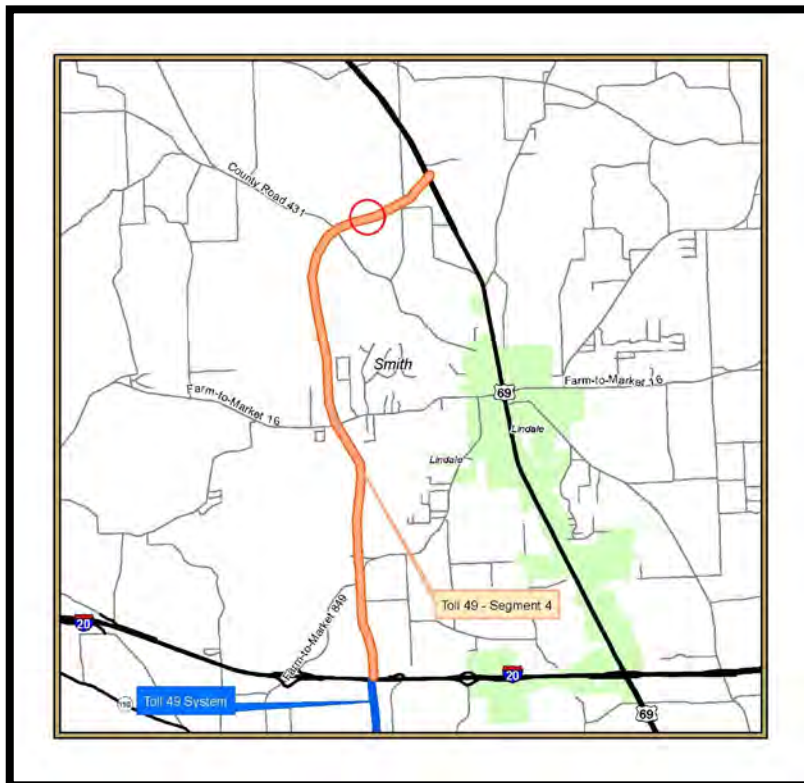 County Road 431
Smith
Farm-to-Market 16
69
Farm-to-Market 16
Lindale
Lindale
Toll 49 - Segment 4
Farm-to-Market 849
20
20
Toll 49 System
110
69